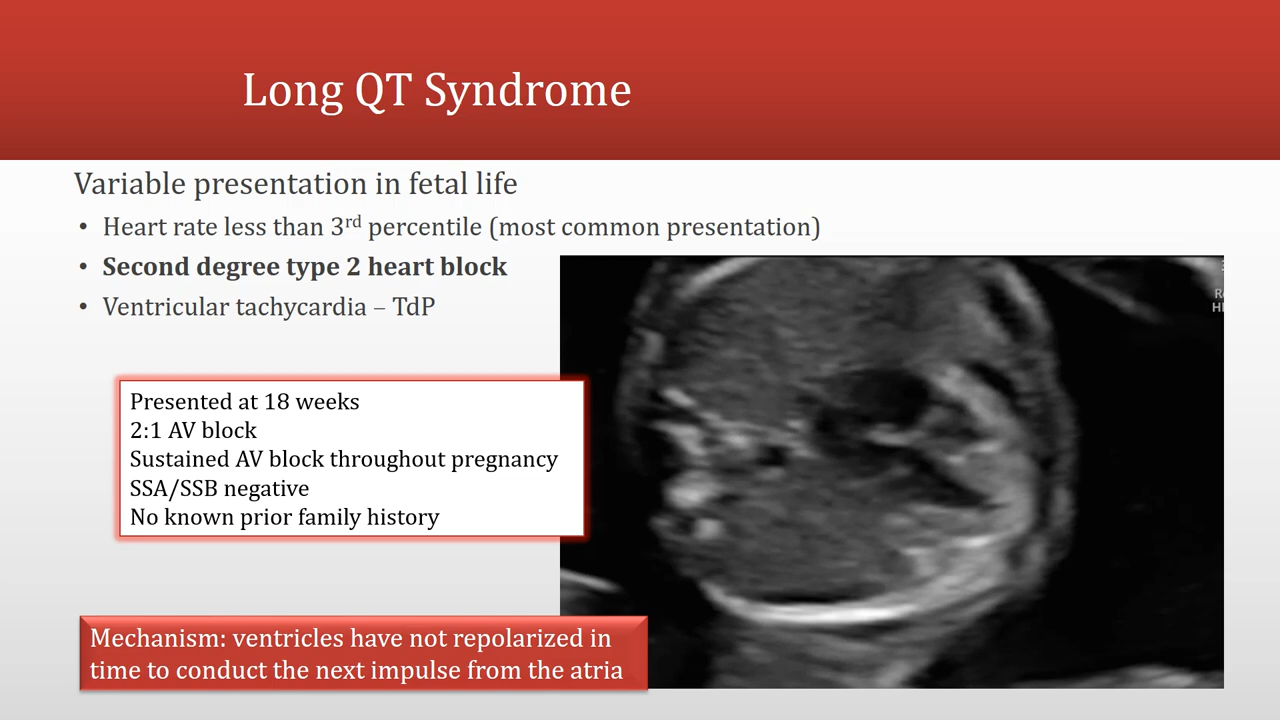 Long QT Syndrome
Variable presentation in fetal life
• Heart rate less than 3rd percentile (most common presentation)
• Second degree type 2 heart block
• Ventricular tachycardia – TdP
Presented at 18 weeks
2:1 AV block
Sustained AV block throughout pregnancy
SSA/SSB negative
No known prior family history
Mechanism: ventricles have not repolarized in
time to conduct the next impulse from the atria